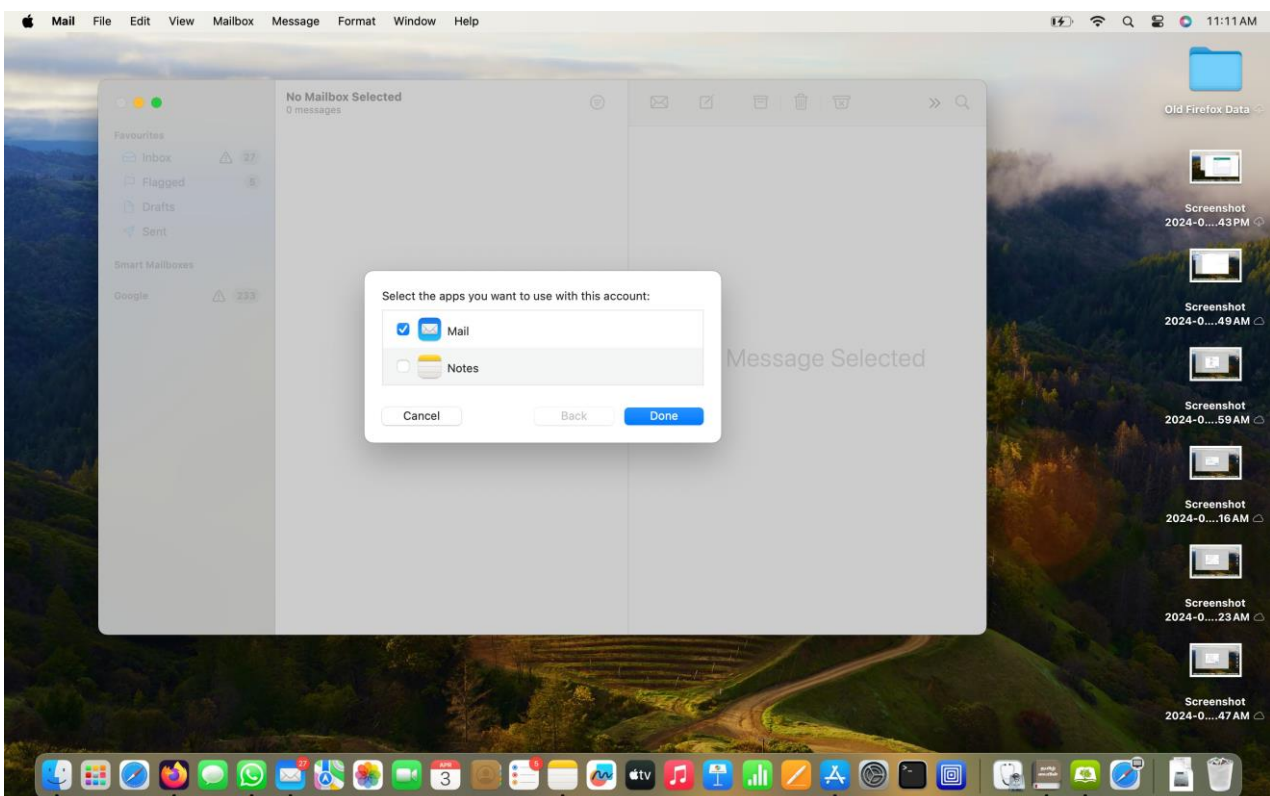 Mail File Edit View Mailbox Message Format Window Help 11:11 AM
No Mailbox Selected
0 messages
Favourites
Inbox 27
Flagged
Drafts
Sent
Smart Mailboxes
Google 233
Select the apps you want to use with this account:
Mail
Notes
Cancel Back Done
Message Selected
Old Firefox Data
Screenshot
2024-0....43 PM
Screenshot
2024-0....49 AM
Screenshot
2024-0....59 AM
Screenshot
2024-0....16 AM
Screenshot
2024-0....23 AM
Screenshot
2024-0....47 AM
27
APR
3
5
tv